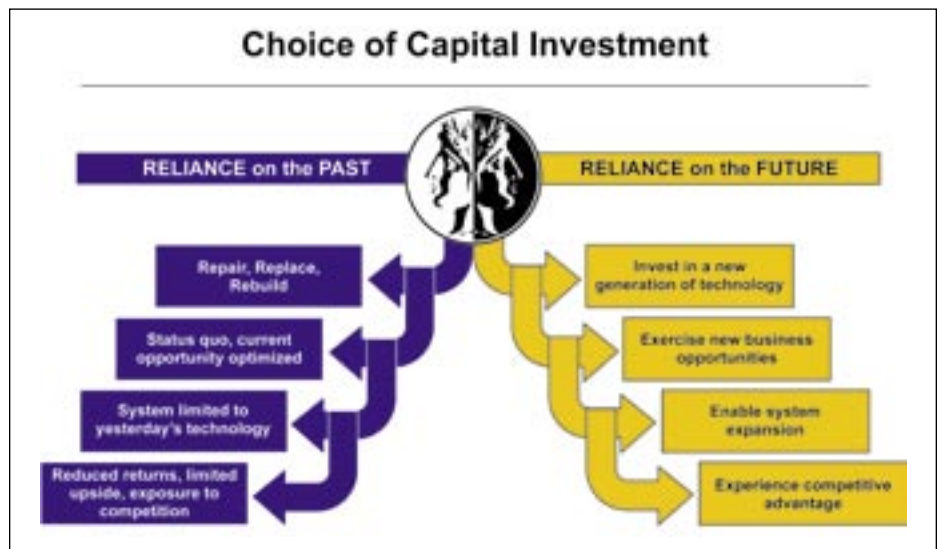 Choice of Capital Investment
RELIANCE on the PAST
RELIANCE on the FUTURE
Repair, Replace,
Rebuild
Invest in a new
generation of technology
Status quo, current
opportunity optimized
Exercise new business
opportunities
System limited to
yesterday's technology
Enable system
expansion
Reduced returns, limited
upside, exposure to
competition
Experience competitive
advantage